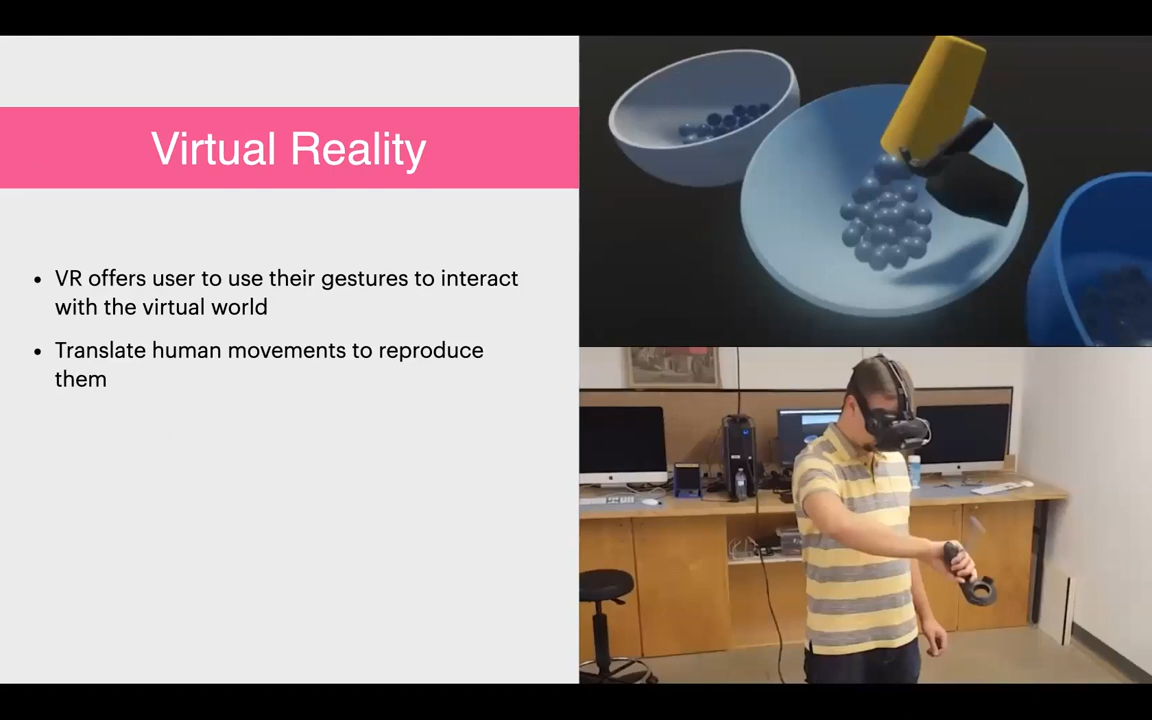 Virtual Reality
• VR offers user to use their gestures to interact
with the virtual world
• Translate human movements to reproduce
them